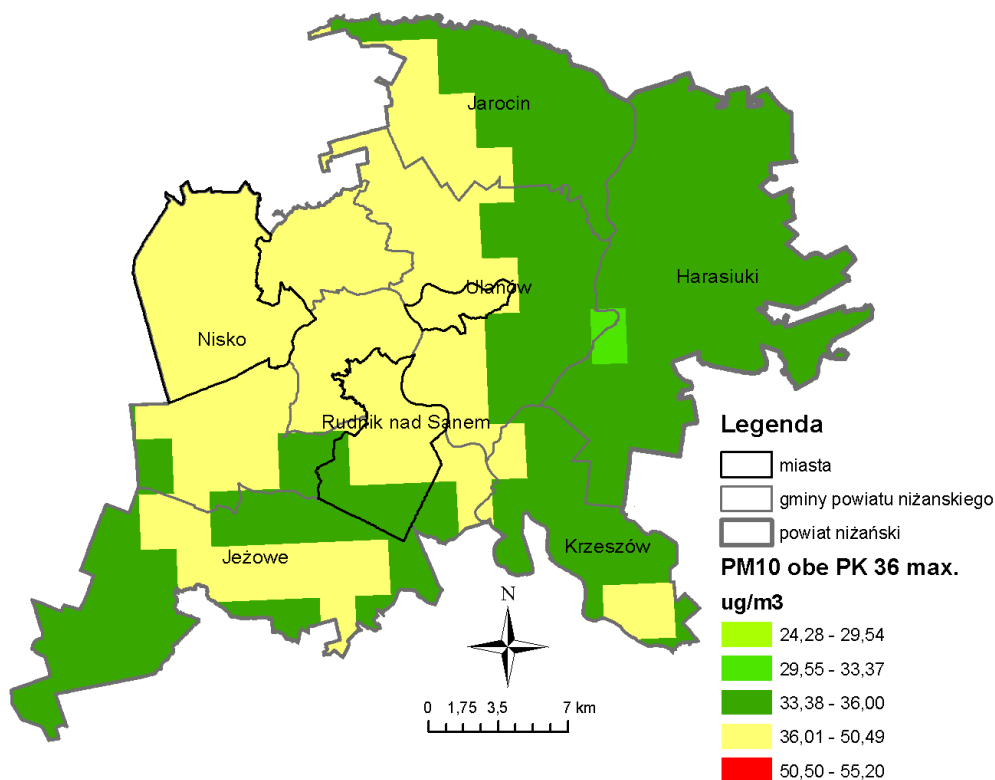 Jarocin
Harasiuki
Ulanów
Nisko
Rudnik nad Sanem
Krzeszów
Jeżowe
N
0 1,75 3,5 7 km
Legenda
miasta
gminy powiatu niżanskiego
powiat niżański
PM10 obe PK 36 max.
ug/m3
24,28 - 29,54
29,55 - 33,37
33,38 - 36,00
36,01 - 50,49
50,50 - 55,20